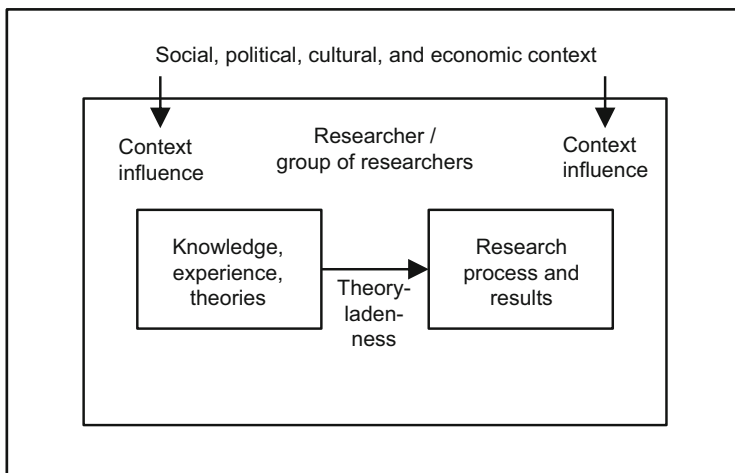 Social, political, cultural, and economic context
Context
influence
Researcher /
group of researchers
Context
influence
Knowledge,
experience,
theories
Theory-
laden-
ness
Research
process and
results